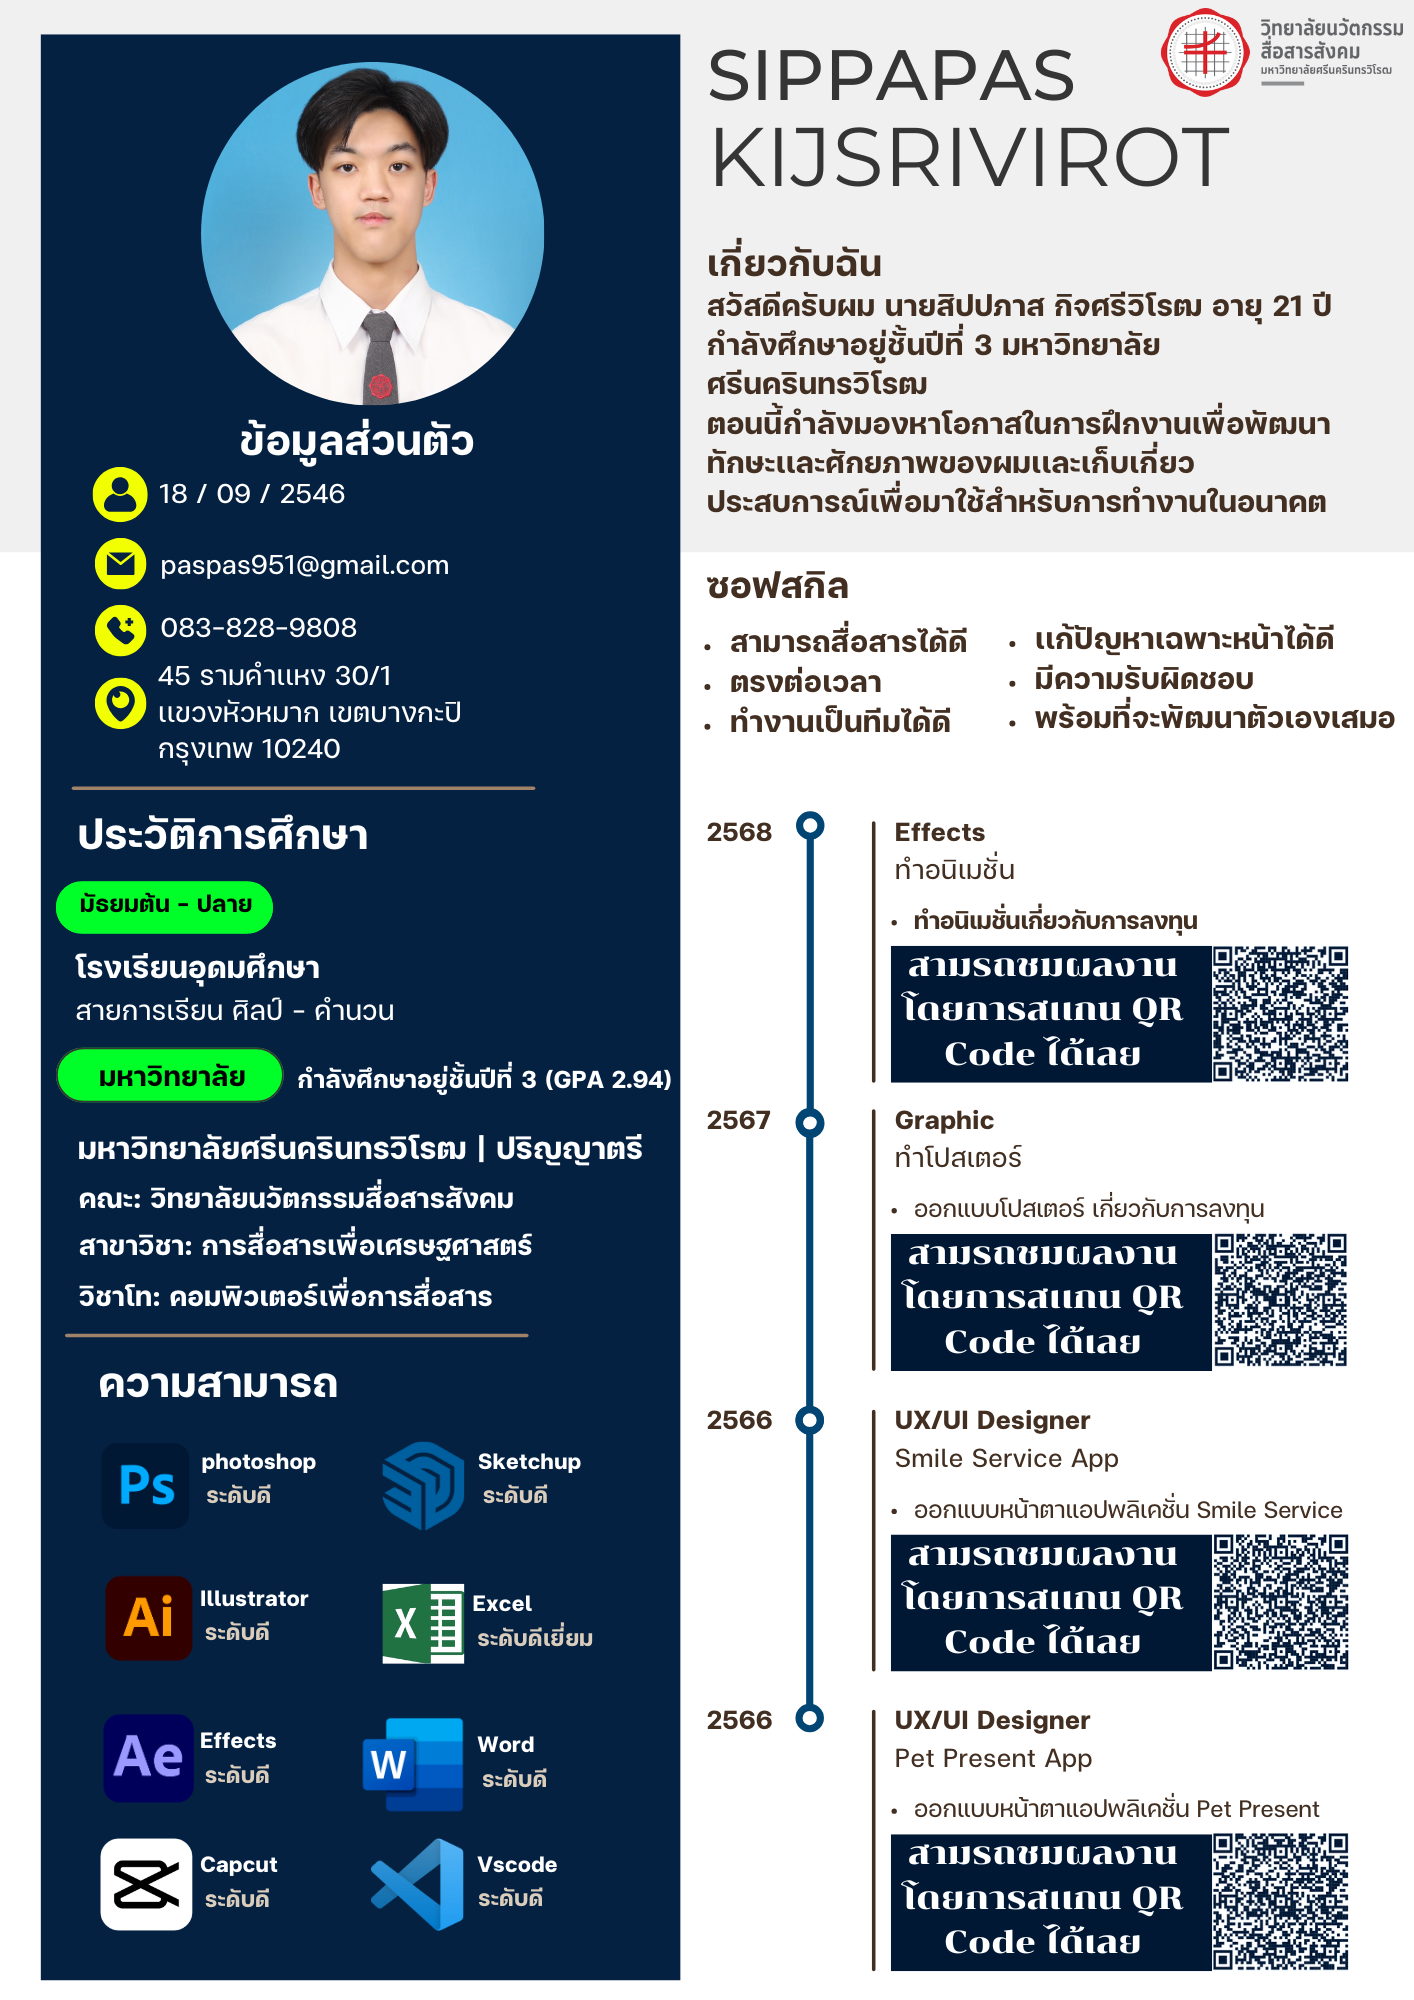 SIPPAPAS
KIJSRIVIROT
วิทยาลัยนวัตกรรม
สื่อสารสังคม
มหาวิทยาลัยศรีนครินทรวิโรฒ
ข้อมูลส่วนตัว
18 / 09 / 2546
paspas951@gmail.com
083-828-9808
45 รามคำแหง 30/1
แขวงหัวหมาก เขตบางกะปิ
กรุงเทพ 10240
ประวัติการศึกษา
มัธยมต้น - ปลาย
โรงเรียนอุดมศึกษา
สายการเรียน ศิลป์ - คำนวน
มหาวิทยาลัย
กำลังศึกษาอยู่ชั้นปีที่ 3 (GPA 2.94)
มหาวิทยาลัยศรีนครินทรวิโรฒ | ปริญญาตรี
คณะ: วิทยาลัยนวัตกรรมสื่อสารสังคม
สาขาวิชา: การสื่อสารเพื่อเศรษฐศาสตร์
วิชาโท: คอมพิวเตอร์เพื่อการสื่อสาร
ความสามารถ
Ps
photoshop
ระดับดี
Sketchup
ระดับดี
Ai
Illustrator
ระดับดี
X
Excel
ระดับดีเยี่ยม
Ae
Effects
ระดับดี
W
Word
ระดับดี
Capcut
ระดับดี
Vscode
ระดับดี
เกี่ยวกับฉัน
สวัสดีครับผม นายสิปปภาส กิจศรีวิโรฒ อายุ 21 ปี
กำลังศึกษาอยู่ชั้นปีที่ 3 มหาวิทยาลัย
ศรีนครินทรวิโรฒ
ตอนนี้กำลังมองหาโอกาสในการฝึกงานเพื่อพัฒนา
ทักษะและศักยภาพของผมและเก็บเกี่ยว
ประสบการณ์เพื่อมาใช้สำหรับการทำงานในอนาคต
ซอฟสกิล
• สามารถสื่อสารได้ดี
• ตรงต่อเวลา
• ทำงานเป็นทีมได้ดี
• แก้ปัญหาเฉพาะหน้าได้ดี
• มีความรับผิดชอบ
• พร้อมที่จะพัฒนาตัวเองเสมอ
2568
Effects
ทำอนิเมชั่น
• ทำอนิเมชั่นเกี่ยวกับการลงทุน
สามรถชมผลงาน
โดยการสแกน QR
Code ได้เลย
2567
Graphic
ทำโปสเตอร์
• ออกแบบโปสเตอร์ เกี่ยวกับการลงทุน
สามรถชมผลงาน
โดยการสแกน QR
Code ได้เลย
2566
UX/UI Designer
Smile Service App
• ออกแบบหน้าตาแอปพลิเคชั่น Smile Service
สามรถชมผลงาน
โดยการสแกน QR
Code ได้เลย
2566
UX/UI Designer
Pet Present App
• ออกแบบหน้าตาแอปพลิเคชั่น Pet Present
สามรถชมผลงาน
โดยการสแกน QR
Code ได้เลย